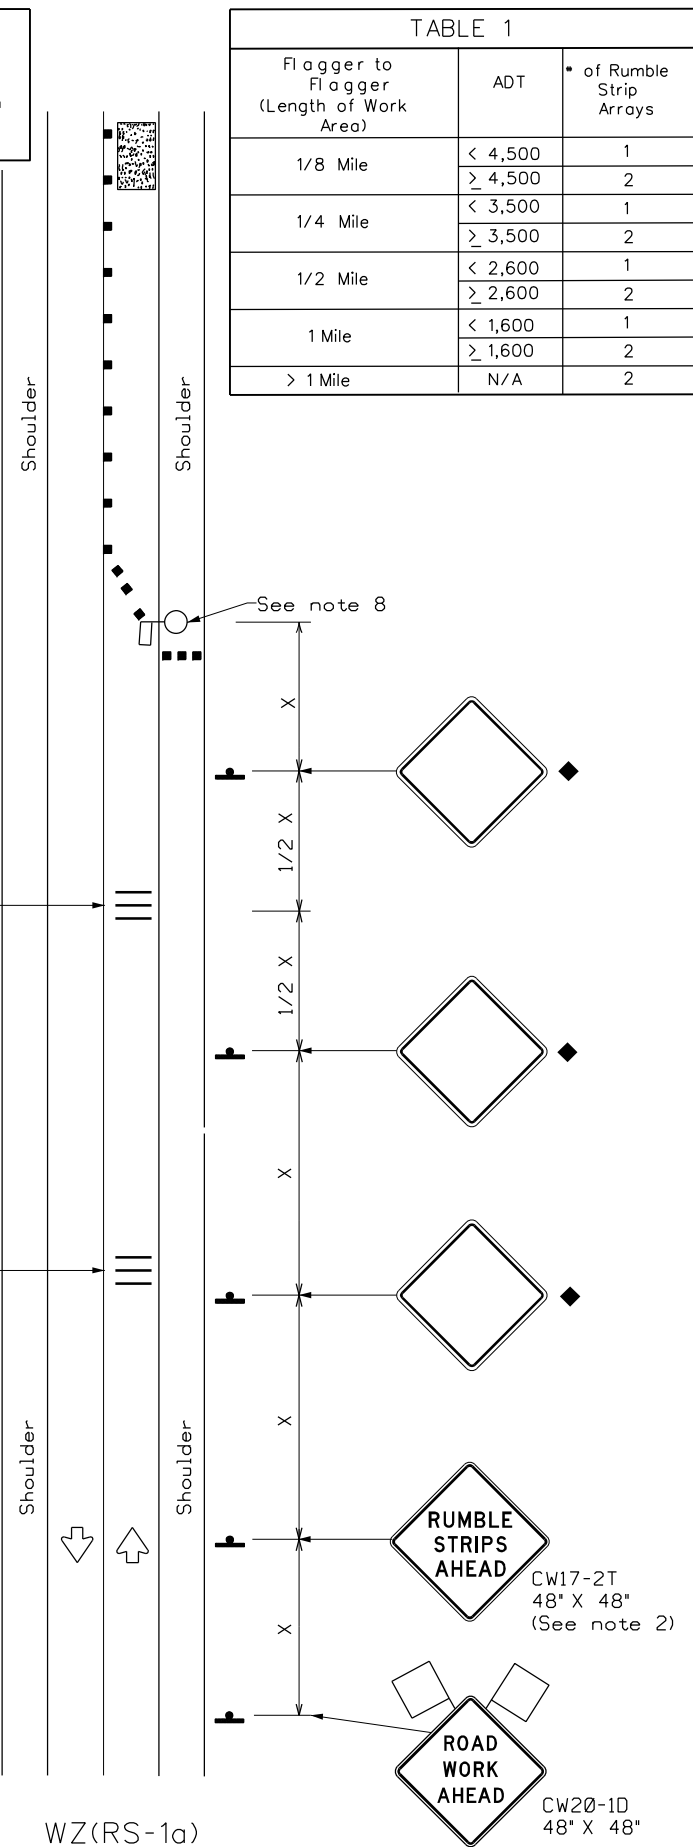 TABLE 1
Flagger to
Flagger
(Length of Work
Area)
ADT
* of Rumble
Strip
Arrays
1/8 Mile
< 4,500
1
≥ 4,500
2
1/4 Mile
< 3,500
1
≥ 3,500
2
1/2 Mile
< 2,600
1
≥ 2,600
2
1 Mile
< 1,600
1
≥ 1,600
2
> 1 Mile
N/A
2
Shoulder
Shoulder
See note 8
X
1/2 X
1/2 X
X
X
Shoulder
Shoulder
RUMBLE
STRIPS
AHEAD
CW17-2T
48" X 48"
(See note 2)
X
ROAD
WORK
AHEAD
CW20-1D
48" X 48"
WZ(RS-1a)